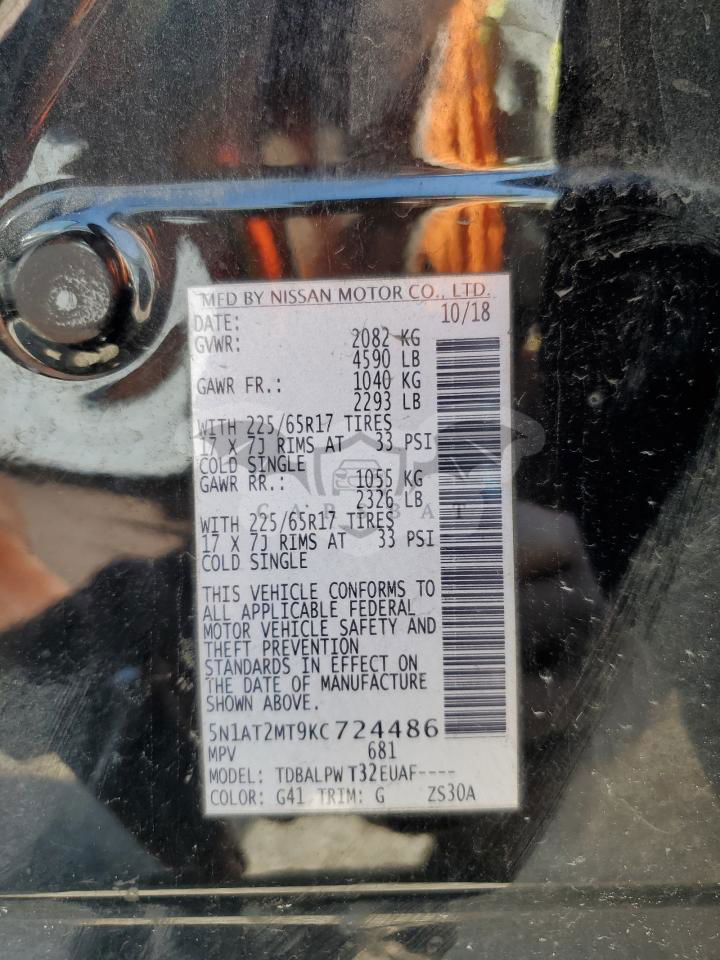 MFD BY NISSAN MOTOR CO., LTD.
DATE: 10/18
GVWR: 2082 KG
4590 LB
GAWR FR.: 1040 KG
2293 LB
WITH 225/65R17 TIRES
17 X 7J RIMS AT 33 PSI
COLD SINGLE
GAWR RR.: 1055 KG
2326 LB
WITH 225/65R17 TIRES
17 X 7J RIMS AT 33 PSI
COLD SINGLE
THIS VEHICLE CONFORMS TO
ALL APPLICABLE FEDERAL
MOTOR VEHICLE SAFETY AND
THEFT PREVENTION
STANDARDS IN EFFECT ON
THE DATE OF MANUFACTURE
SHOWN ABOVE.
5N1AT2MT9KC724486
MPV 681
MODEL: TDBALPW T32EUAF----
COLOR: G41 TRIM: G ZS30A